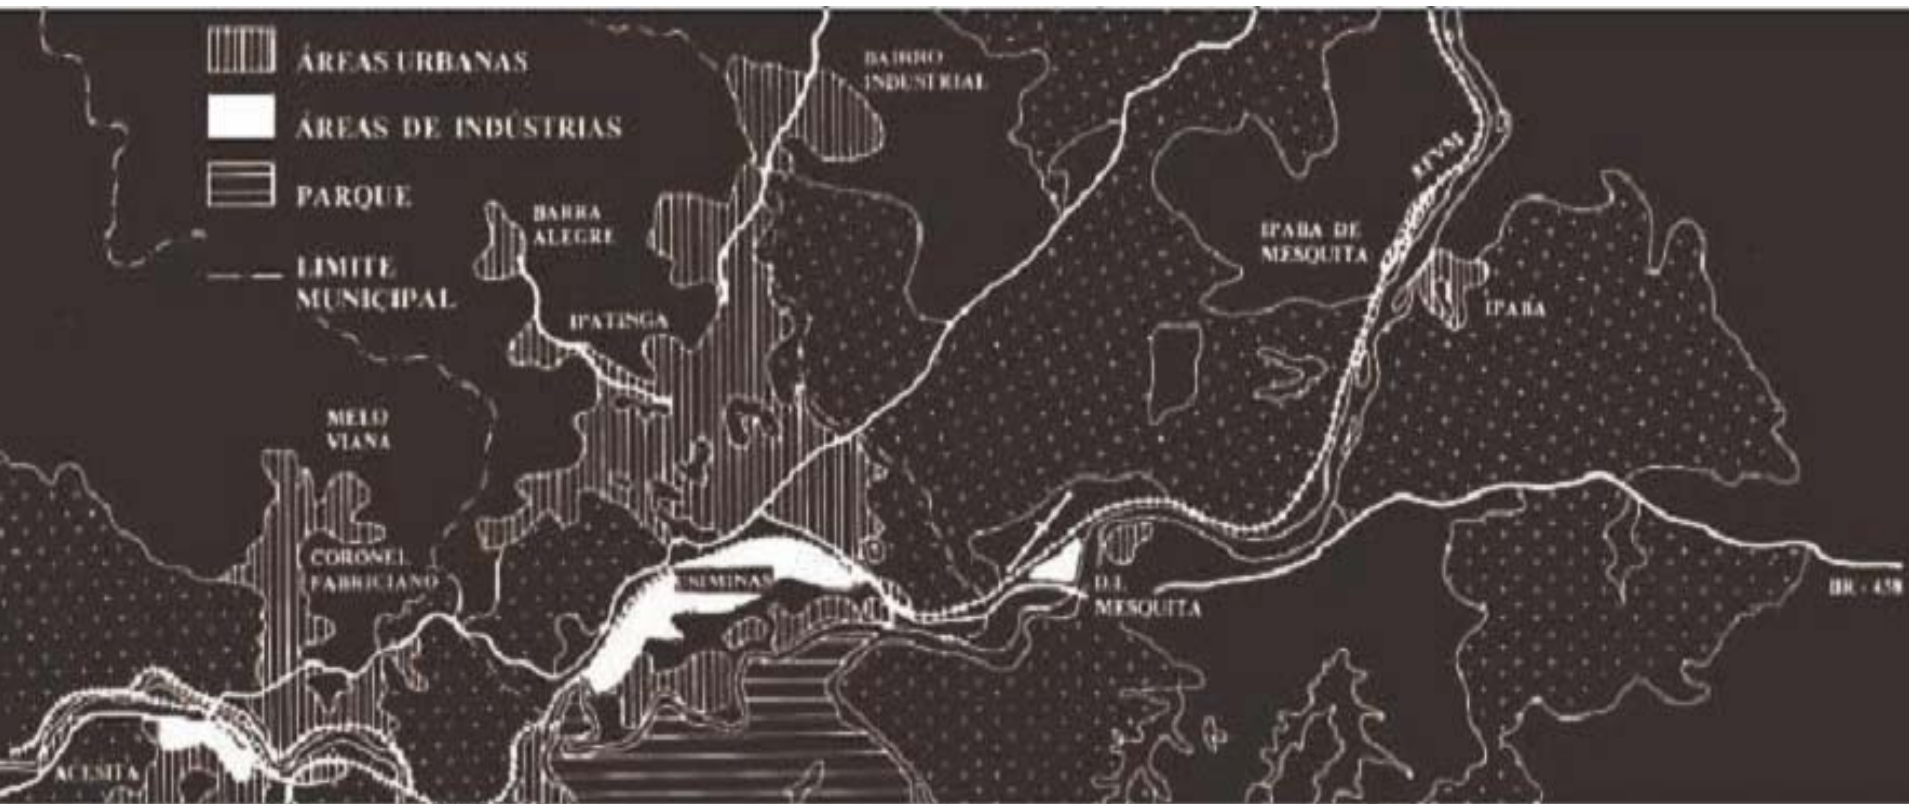 ÁREAS URBANAS
ÁREAS DE INDÚSTRIAS
PARQUE
LIMITE
MUNICIPAL
BAIRRO
INDUSTRIAL
BARRA
ALEGRE
IPATINGA
MELO
VIANA
CORONEL
FABRICIANO
USIMINAS
ACESITA
EFVM
IPABA DE
MESQUITA
IPABA
D.I.
MESQUITA
BR - 458